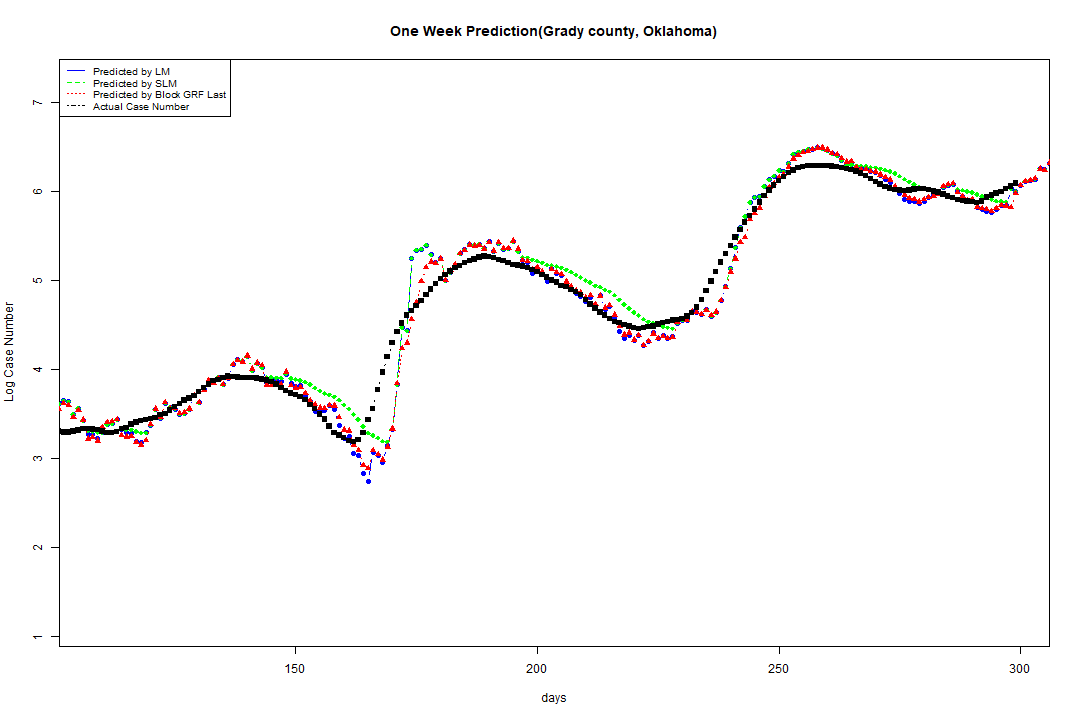 One Week Prediction(Grady county, Oklahoma)
Predicted by LM
Predicted by SLM
Predicted by Block GRF Last
Actual Case Number
7
6
5
4
3
2
1
Log Case Number
150 200 250 300
days